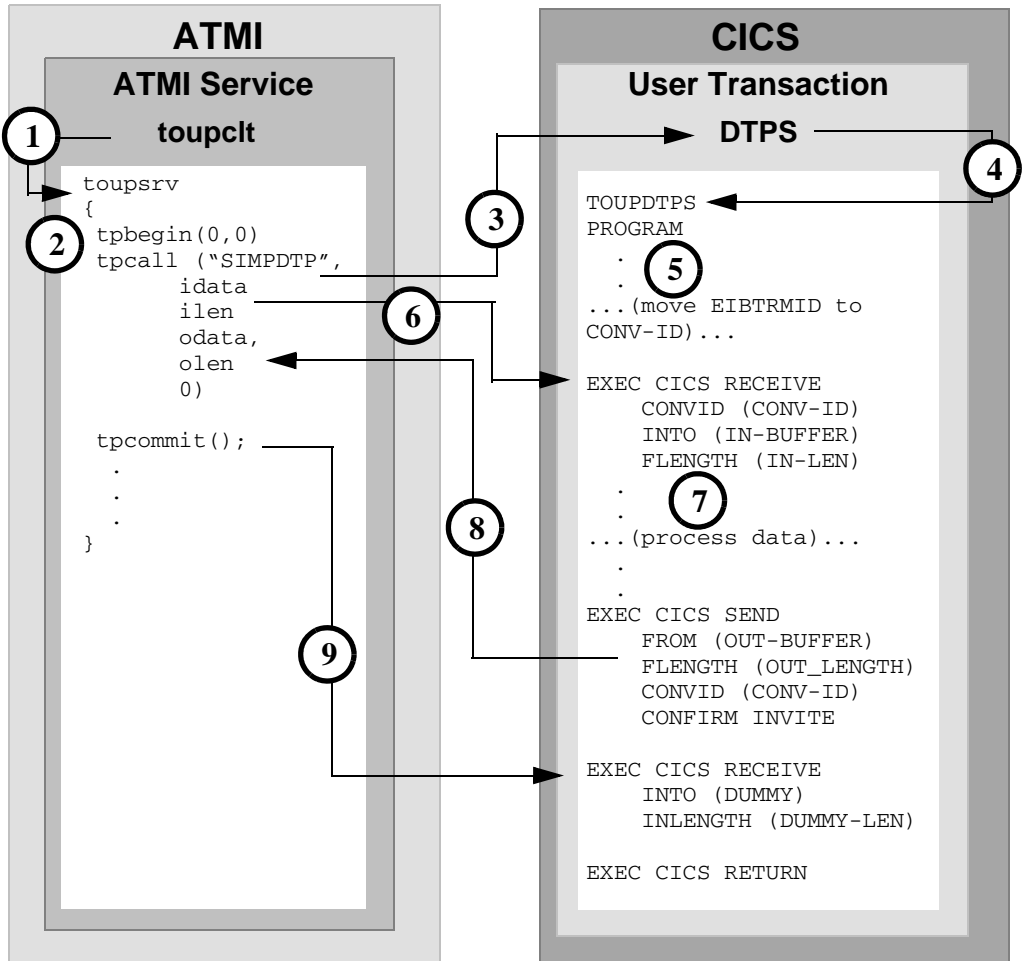 ATMI
ATMI Service
toupclt
1
toupsrv
{
2
tpbegin(0,0)
tpcall (“SIMPDTP”,
idata
ilen
odata,
olen
0)
tpcommit();
.
.
.
}
3
6
8
9
CICS
User Transaction
DTPS
4
TOUPDTPS
PROGRAM
.
5
.
...(move EIBTRMID to
CONV-ID)...
EXEC CICS RECEIVE
CONVID (CONV-ID)
INTO (IN-BUFFER)
FLENGTH (IN-LEN)
.
7
.
...(process data)...
.
.
EXEC CICS SEND
FROM (OUT-BUFFER)
FLENGTH (OUT_LENGTH)
CONVID (CONV-ID)
CONFIRM INVITE
EXEC CICS RECEIVE
INTO (DUMMY)
INLENGTH (DUMMY-LEN)
EXEC CICS RETURN